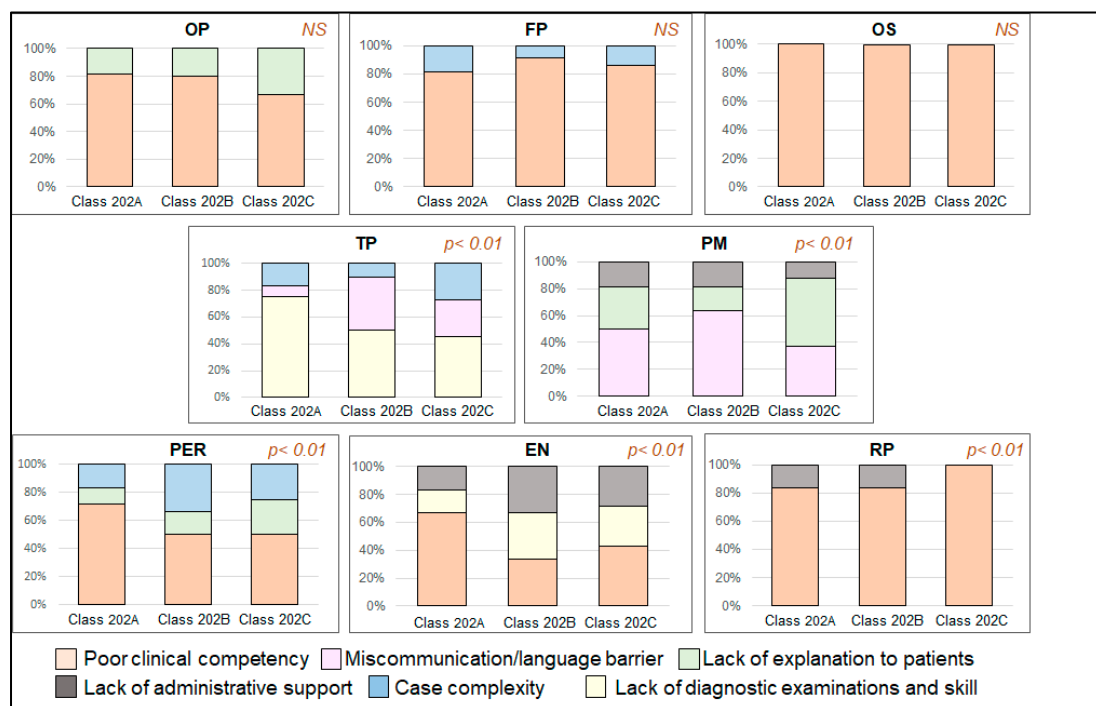 OP NS
100%
80%
60%
40%
20%
0%
Class 202A Class 202B Class 202C
FP NS
100%
80%
60%
40%
20%
0%
Class 202A Class 202B Class 202C
OS NS
100%
80%
60%
40%
20%
0%
Class 202A Class 202B Class 202C
TP p< 0.01
100%
80%
60%
40%
20%
0%
Class 202A Class 202B Class 202C
PM p< 0.01
100%
80%
60%
40%
20%
0%
Class 202A Class 202B Class 202C
PER p< 0.01
100%
80%
60%
40%
20%
0%
Class 202A Class 202B Class 202C
EN p< 0.01
100%
80%
60%
40%
20%
0%
Class 202A Class 202B Class 202C
RP p< 0.01
100%
80%
60%
40%
20%
0%
Class 202A Class 202B Class 202C
Poor clinical competency Miscommunication/language barrier Lack of explanation to patients
Lack of administrative support Case complexity Lack of diagnostic examinations and skill